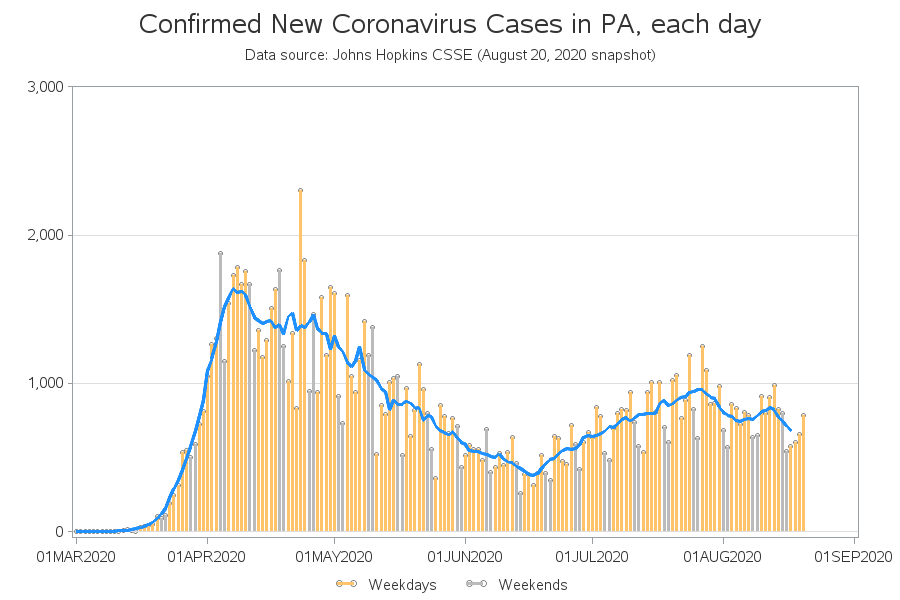 Confirmed New Coronavirus Cases in PA, each day
Data source: Johns Hopkins CSSE (August 20, 2020 snapshot)
3,000
2,000
1,000
0
01MAR2020 01APR2020 01MAY2020 01JUN2020 01JUL2020 01AUG2020 01SEP2020
Weekdays Weekends